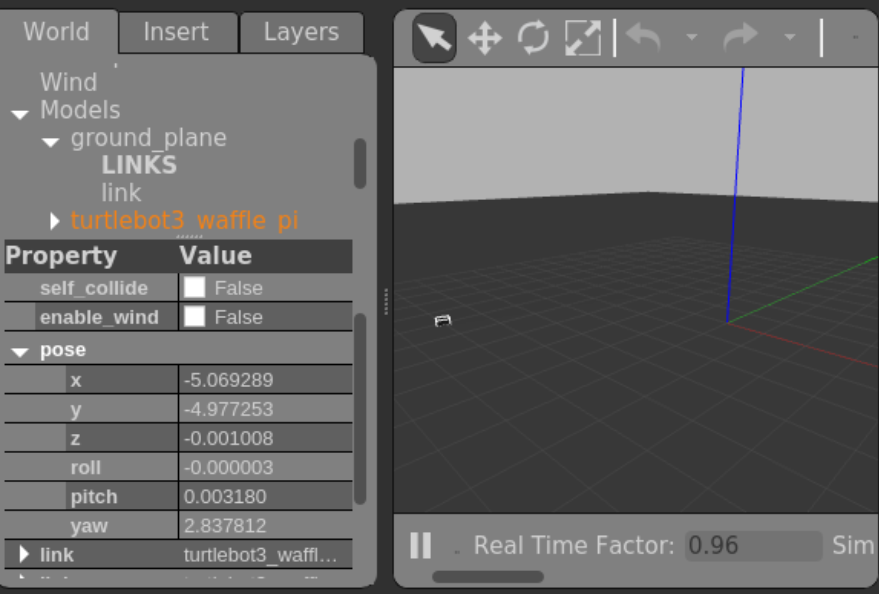 World Insert Layers
Wind
Models
ground_plane
LINKS
link
turtlebot3_waffle_pi
Property Value
self_collide False
enable_wind False
pose
x -5.069289
y -4.977253
z -0.001008
roll -0.000003
pitch 0.003180
yaw 2.837812
link turtlebot3_waffl...
Real Time Factor: 0.96 Sim